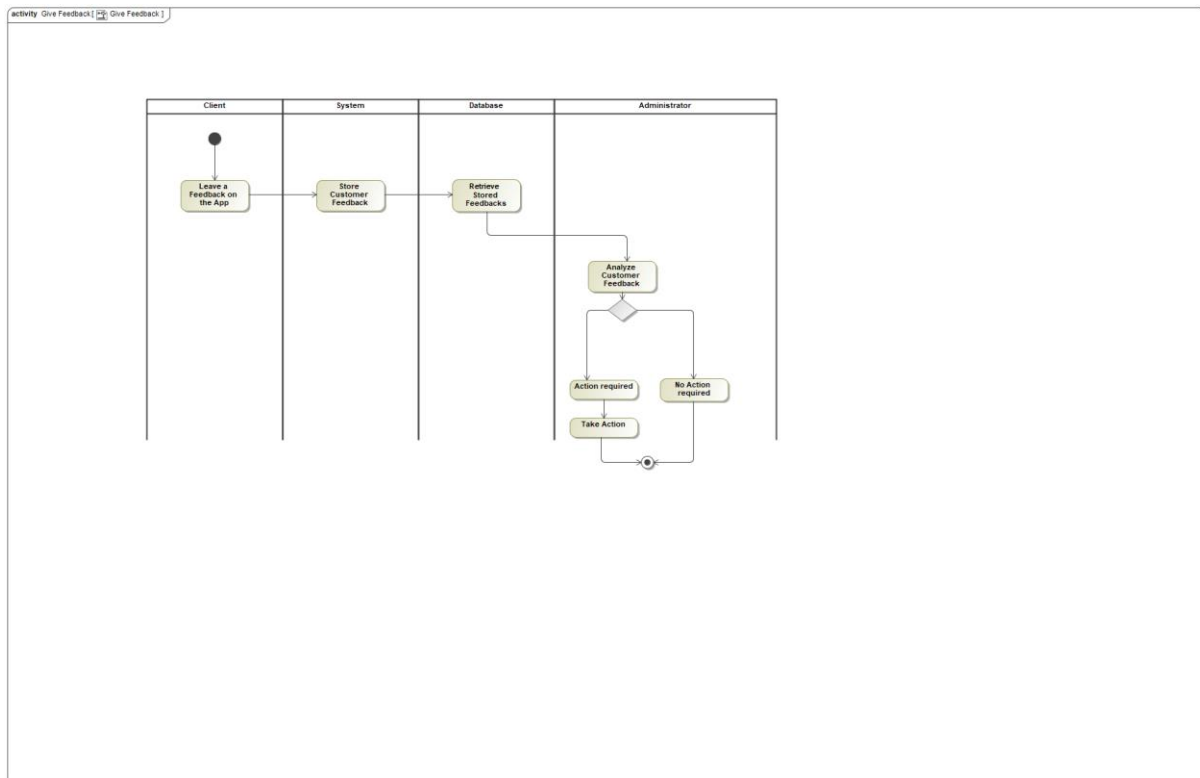 activity Give Feedback [ Give Feedback ]
Client
System
Database
Administrator
Leave a
Feedback on
the App
Store
Customer
Feedback
Retrieve
Stored
Feedbacks
Analyze
Customer
Feedback
Action required
No Action
required
Take Action